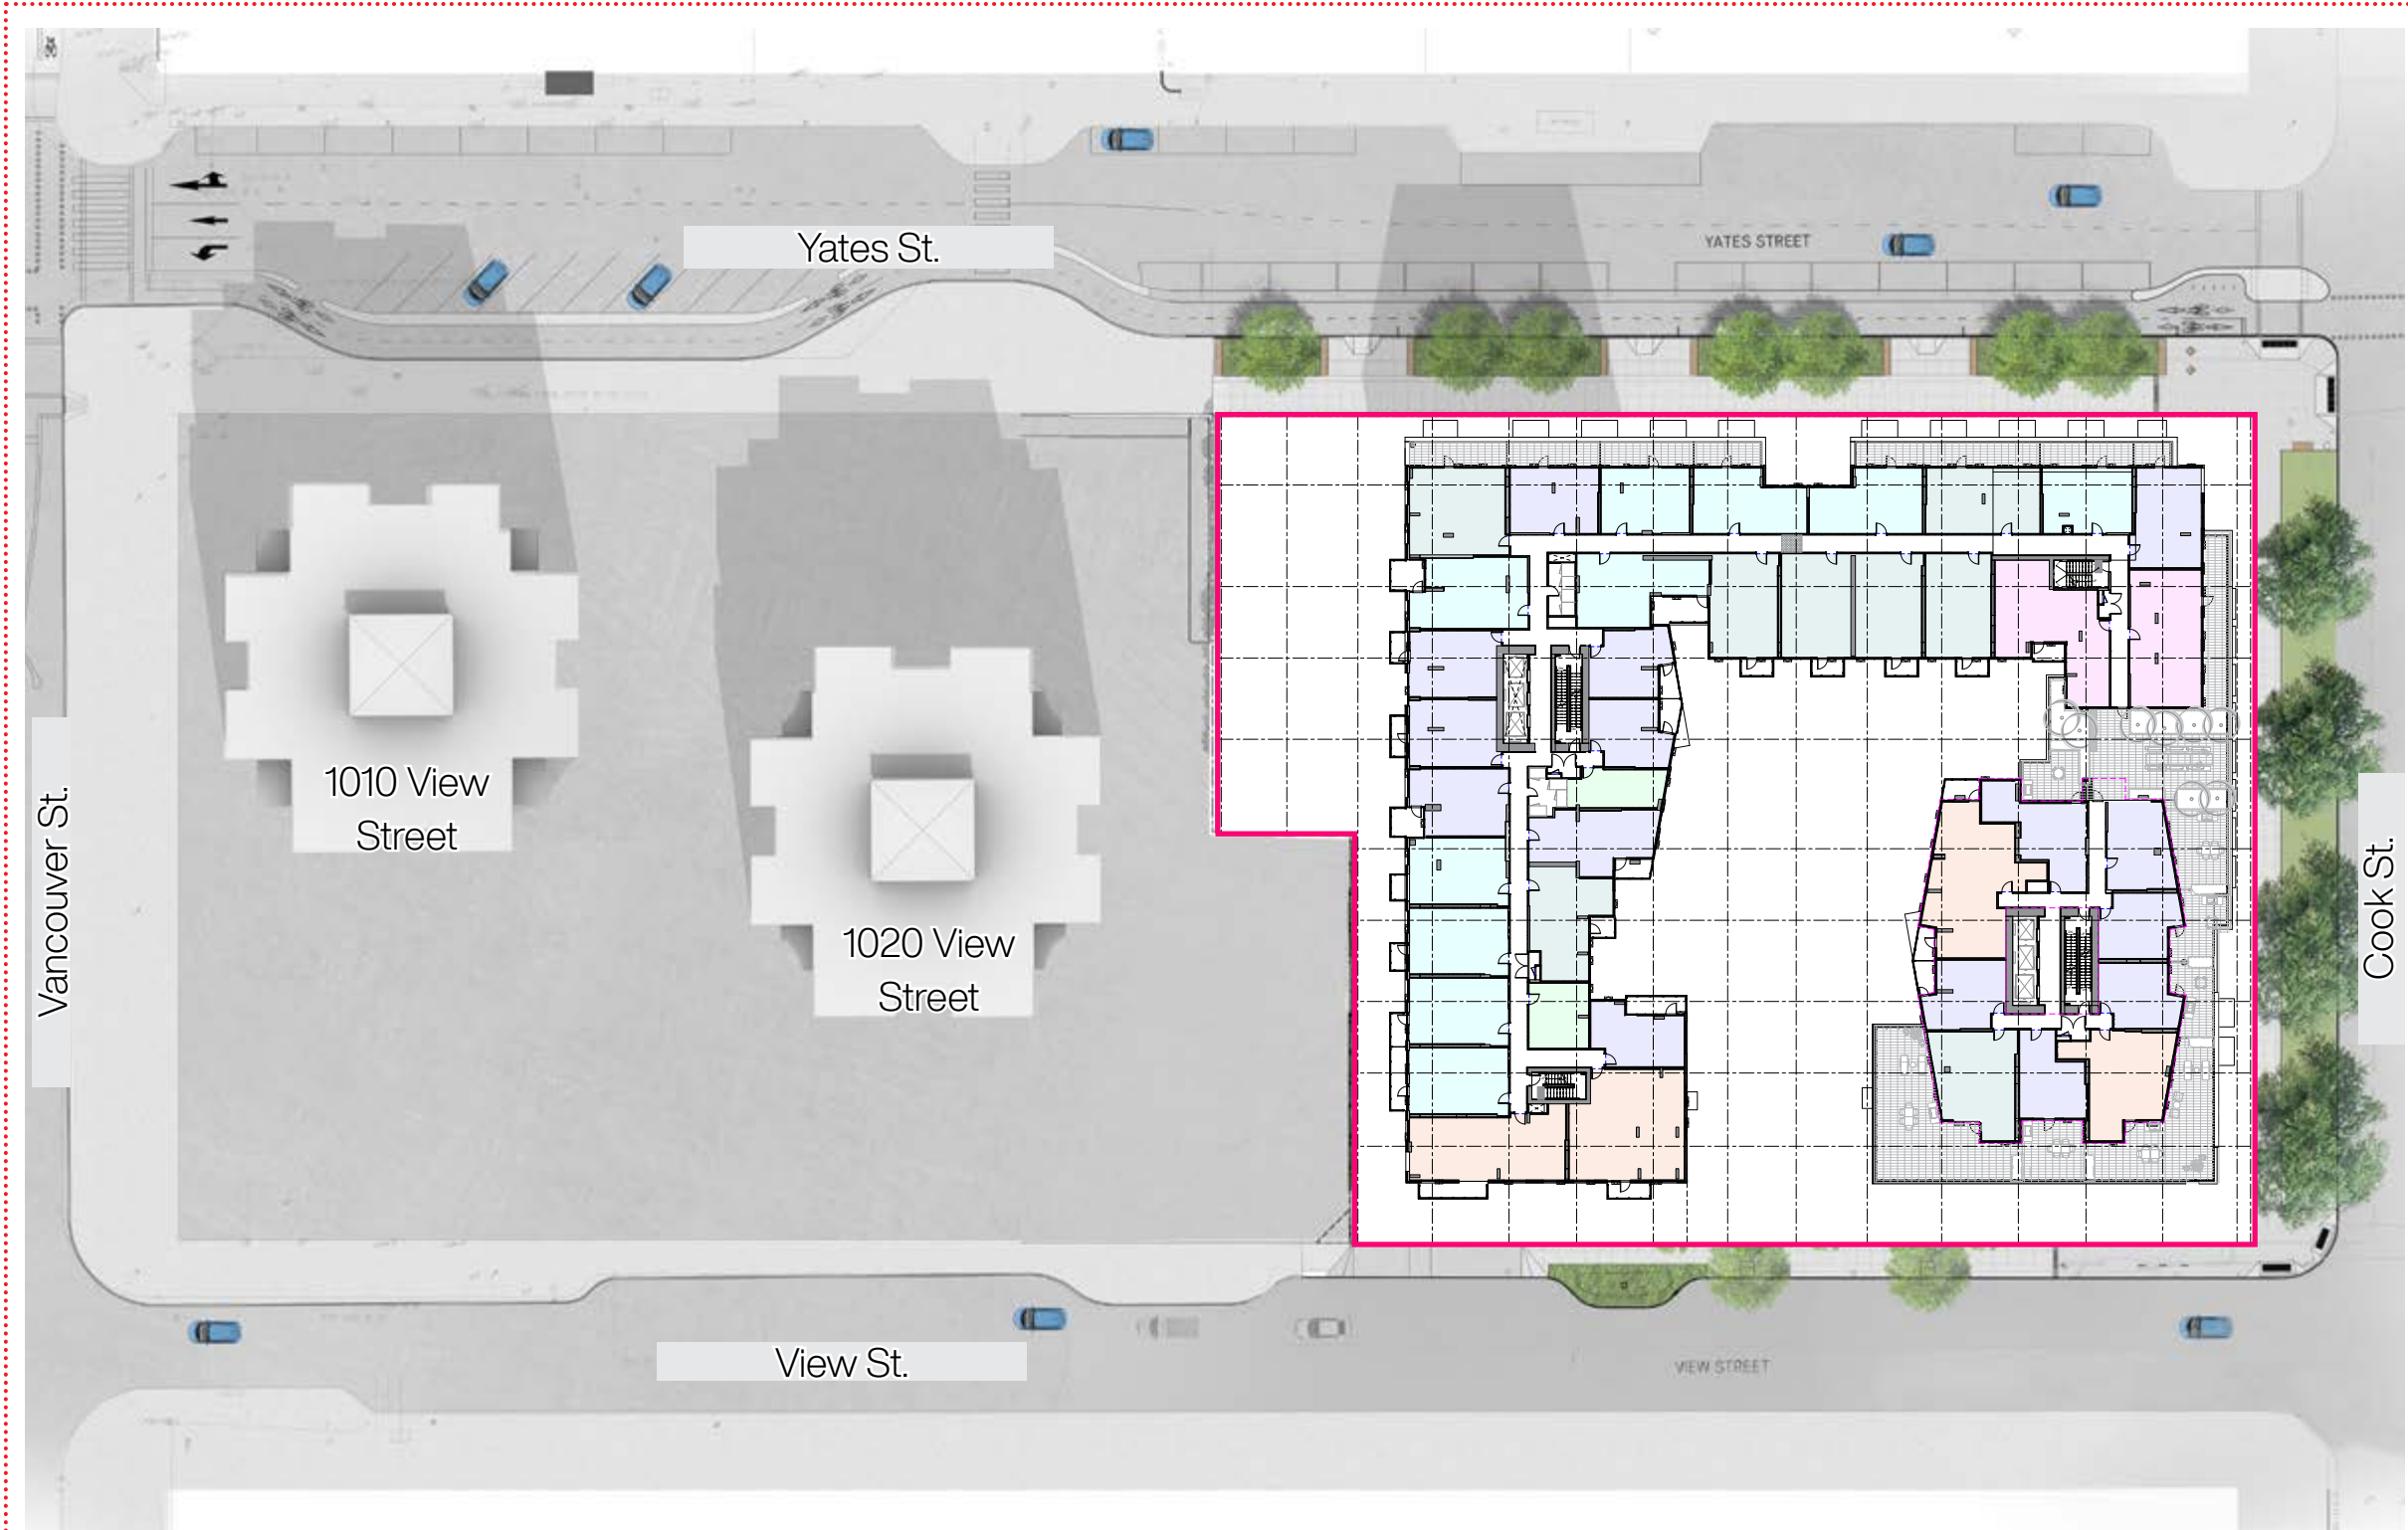 Yates St.
YATES STREET
1010 View
Street
1020 View
Street
Vancouver St.
Cook St.
View St.
VIEW STREET